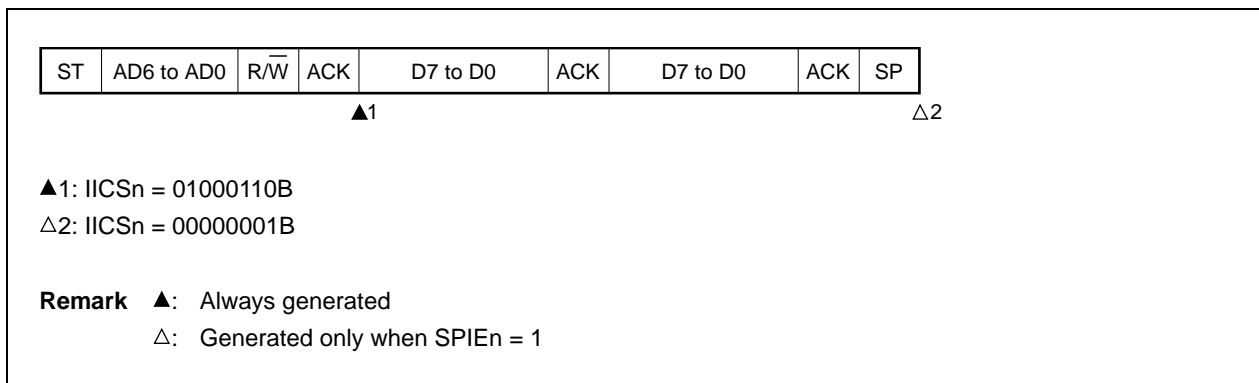 ST AD6 to AD0 R/W̅ ACK D7 to D0 ACK D7 to D0 ACK SP
▲1 △2
▲1: IICSn = 01000110B
△2: IICSn = 00000001B
Remark ▲: Always generated
△: Generated only when SPIEn = 1